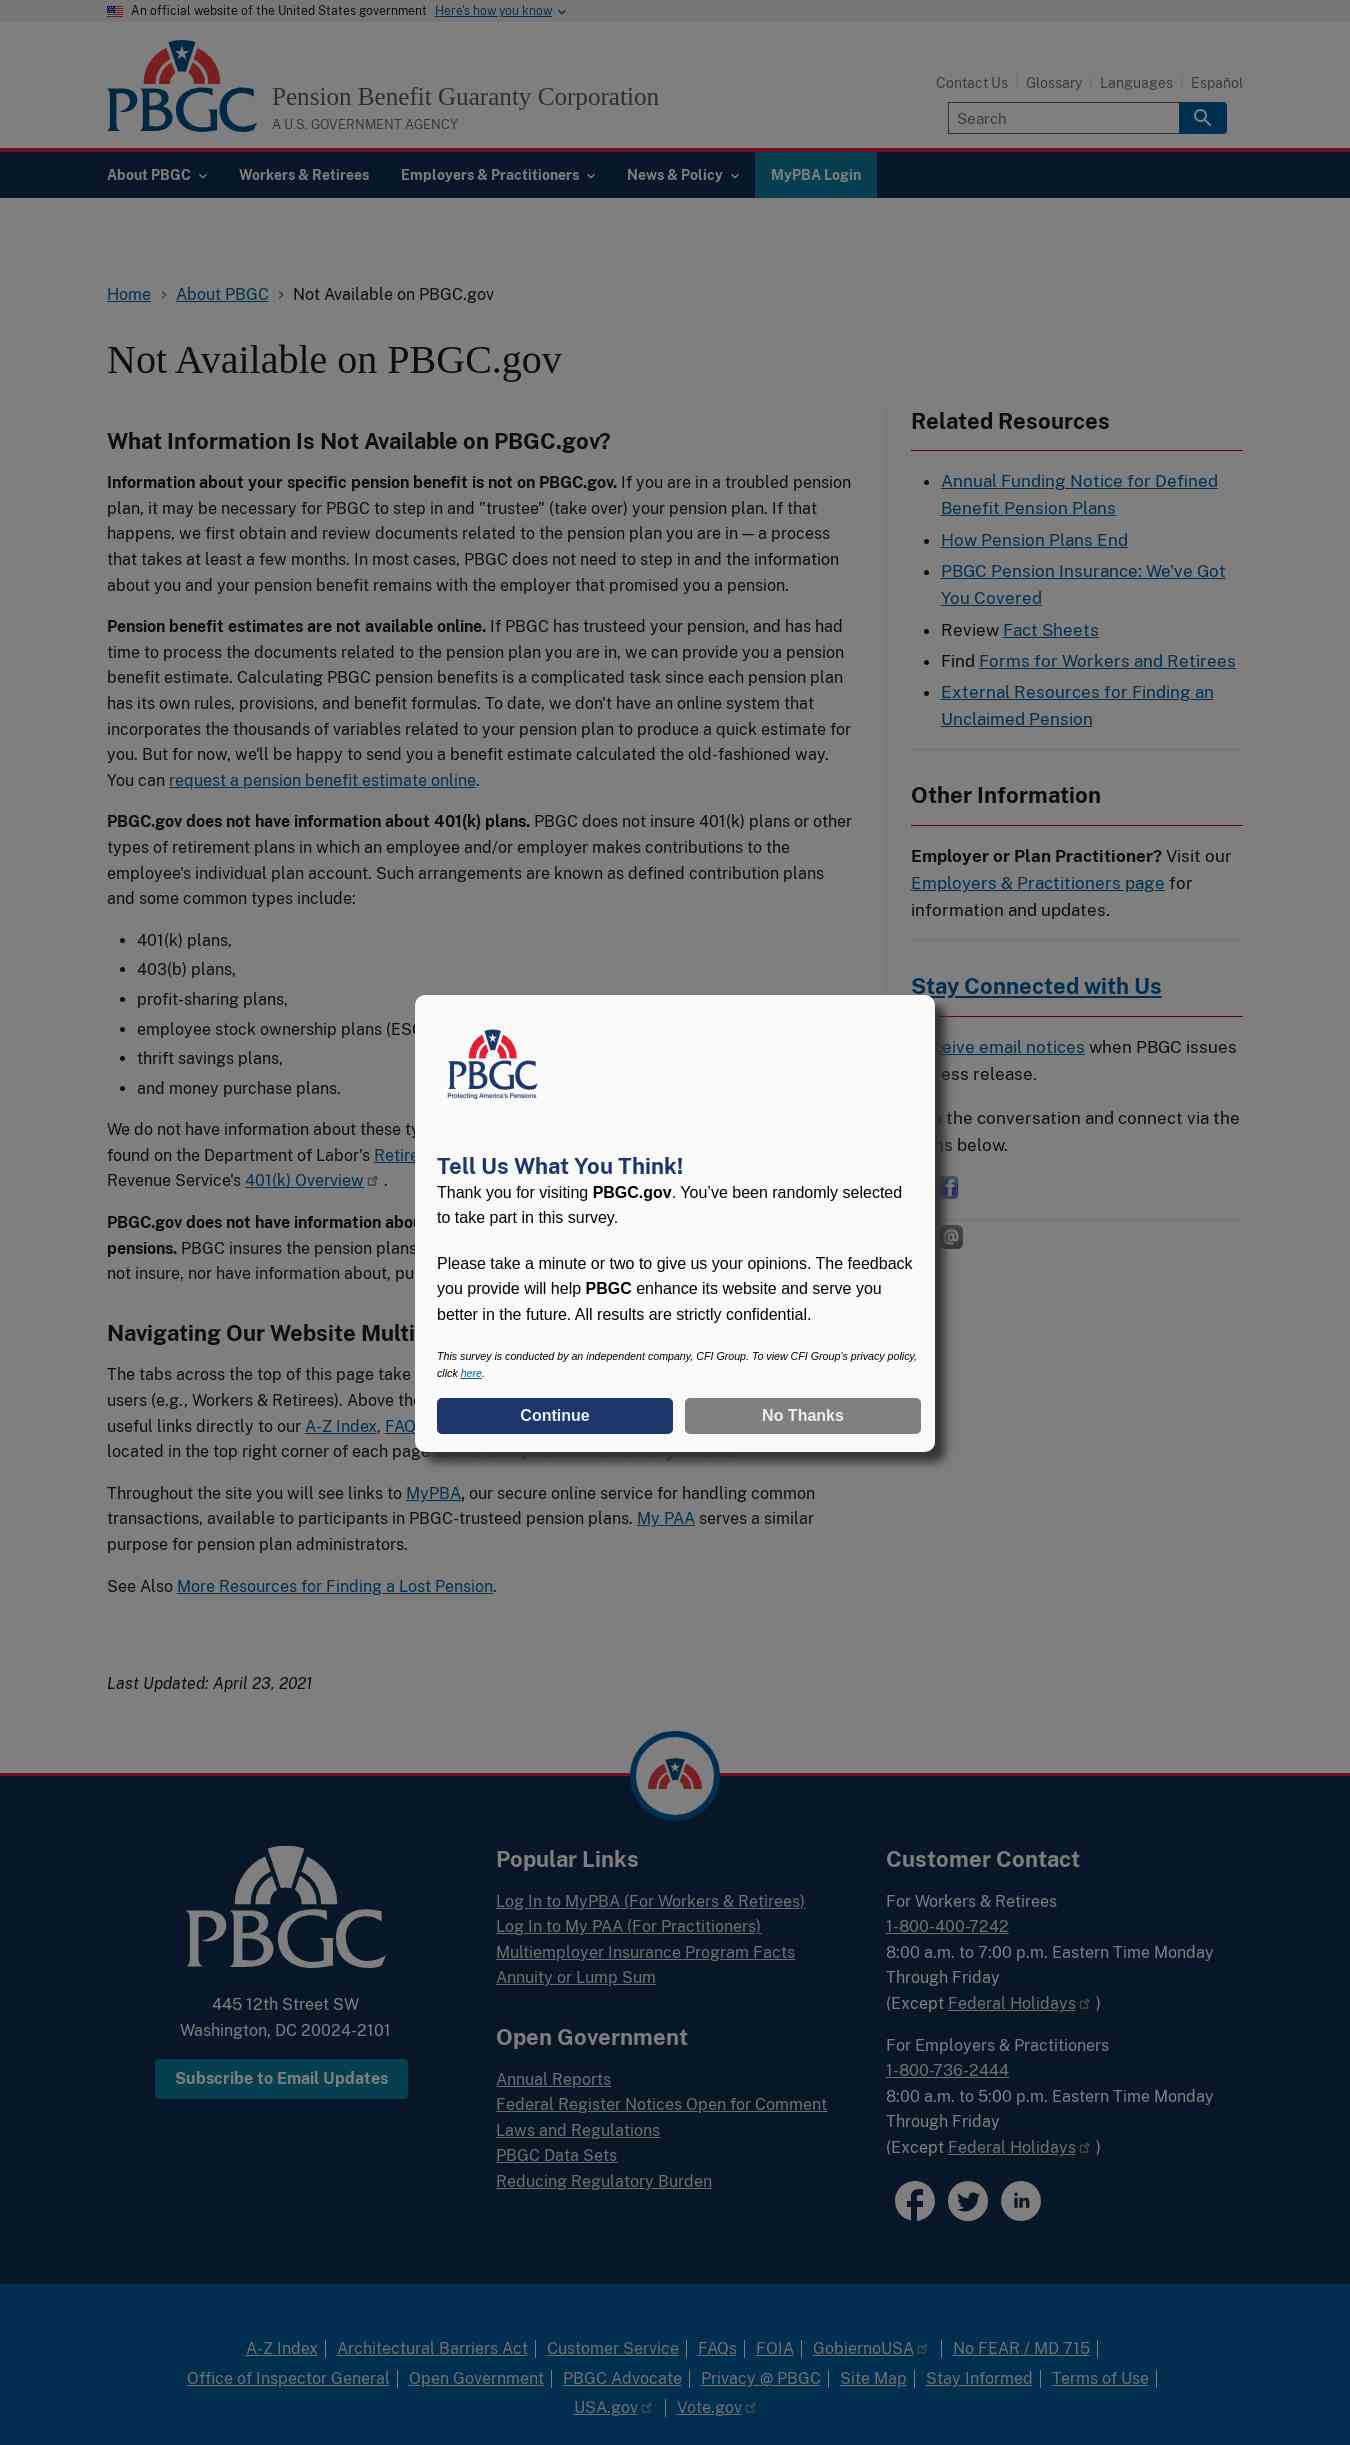 An official website of the United States government Here's how you know
PBGC
Pension Benefit Guaranty Corporation
A U.S. GOVERNMENT AGENCY
Contact Us Glossary Languages Español
Search
About PBGC Workers & Retirees Employers & Practitioners News & Policy MyPBA Login
Home > About PBGC > Not Available on PBGC.gov
Not Available on PBGC.gov
What Information Is Not Available on PBGC.gov?
Information about your specific pension benefit is not on PBGC.gov. If you are in a troubled pension
plan, it may be necessary for PBGC to step in and "trustee" (take over) your pension plan. If that
happens, we first obtain and review documents related to the pension plan you are in — a process
that takes at least a few months. In most cases, PBGC does not need to step in and the information
about you and your pension benefit remains with the employer that promised you a pension.
Pension benefit estimates are not available online. If PBGC has trusteed your pension, and has had
time to process the documents related to the pension plan you are in, we can provide you a pension
benefit estimate. Calculating PBGC pension benefits is a complicated task since each pension plan
has its own rules, provisions, and benefit formulas. To date, we don't have an online system that
incorporates the thousands of variables related to your pension plan to produce a quick estimate for
you. But for now, we'll be happy to send you a benefit estimate calculated the old-fashioned way.
You can request a pension benefit estimate online.
PBGC.gov does not have information about 401(k) plans. PBGC does not insure 401(k) plans or other
types of retirement plans in which an employee and/or employer makes contributions to the
employee's individual plan account. Such arrangements are known as defined contribution plans
and some common types include:
• 401(k) plans,
• 403(b) plans,
• profit-sharing plans,
• employee stock ownership plans
• thrift savings plans,
• and money purchase plans.
We do not have information about these
found on the Department of Labor's
Revenue Service's 401(k) Overview .
PBGC.gov does not have information
pensions. PBGC insures the pension plans
not insure, nor have information about,
Navigating Our Website
The tabs across the top of this page take
users (e.g., Workers & Retirees). Above
useful links directly to our A-Z Index,
located in the top right corner of each page
Throughout the site you will see links to MyPBA, our secure online service for handling common
transactions, available to participants in PBGC-trusteed pension plans. My PAA serves a similar
purpose for pension plan administrators.
See Also More Resources for Finding a Lost Pension.
Last Updated: April 23, 2021
Related Resources
• Annual Funding Notice for Defined
Benefit Pension Plans
• How Pension Plans End
• PBGC Pension Insurance: We've Got
You Covered
• Review Fact Sheets
• Find Forms for Workers and Retirees
• External Resources for Finding an
Unclaimed Pension
Other Information
Employer or Plan Practitioner? Visit our
Employers & Practitioners page for
information and updates.
Stay Connected with Us
email notices when PBGC issues
release.
the conversation and connect via the
below.
PBGC
Protecting America's Pensions
Tell Us What You Think!
Thank you for visiting PBGC.gov. You’ve been randomly selected
to take part in this survey.
Please take a minute or two to give us your opinions. The feedback
you provide will help PBGC enhance its website and serve you
better in the future. All results are strictly confidential.
This survey is conducted by an independent company, CFI Group. To view CFI Group's privacy policy,
click here.
Continue No Thanks
PBGC
445 12th Street SW
Washington, DC 20024-2101
Subscribe to Email Updates
Popular Links
Log In to MyPBA (For Workers & Retirees)
Log In to My PAA (For Practitioners)
Multiemployer Insurance Program Facts
Annuity or Lump Sum
Open Government
Annual Reports
Federal Register Notices Open for Comment
Laws and Regulations
PBGC Data Sets
Reducing Regulatory Burden
Customer Contact
For Workers & Retirees
1-800-400-7242
8:00 a.m. to 7:00 p.m. Eastern Time Monday
Through Friday
(Except Federal Holidays )
For Employers & Practitioners
1-800-736-2444
8:00 a.m. to 5:00 p.m. Eastern Time Monday
Through Friday
(Except Federal Holidays )
A-Z Index Architectural Barriers Act Customer Service FAQs FOIA GobiernoUSA No FEAR / MD 715
Office of Inspector General Open Government PBGC Advocate Privacy @ PBGC Site Map Stay Informed Terms of Use
USA.gov Vote.gov